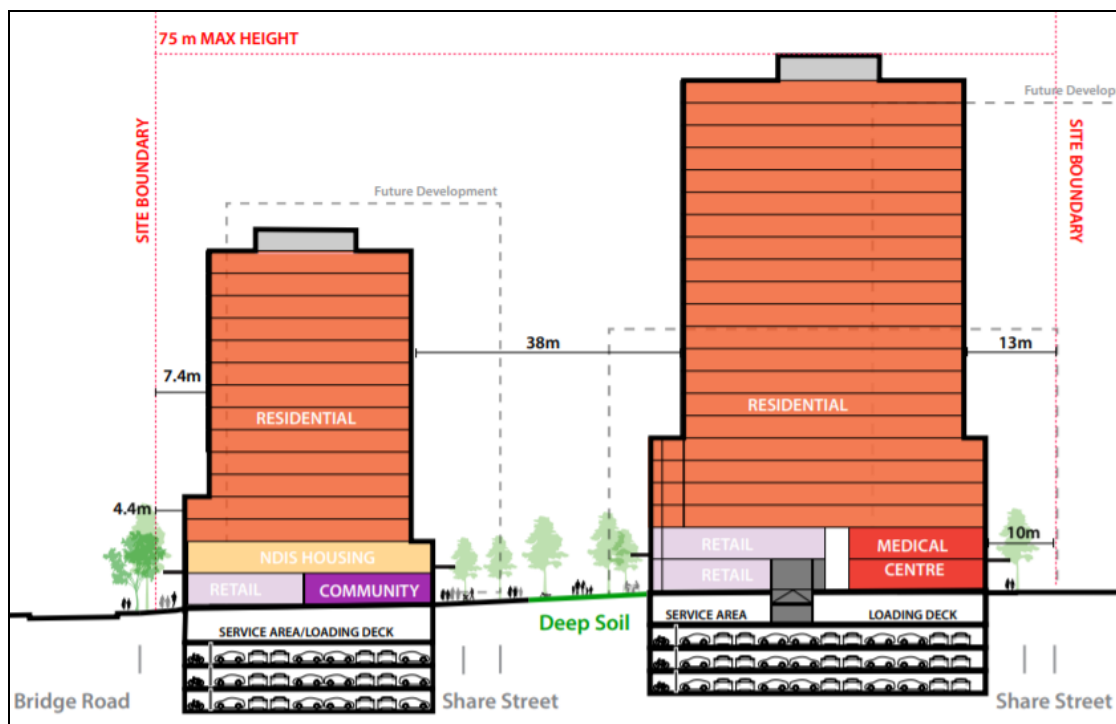 75 m MAX HEIGHT
SITE BOUNDARY
Future Develop
SITE BOUNDARY
Future Development
38m
13m
7.4m
RESIDENTIAL
RESIDENTIAL
4.4m
10m
NDIS HOUSING
RETAIL
MEDICAL
CENTRE
RETAIL
RETAIL
COMMUNITY
Deep Soil
SERVICE AREA
LOADING DECK
SERVICE AREA/LOADING DECK
Bridge Road
Share Street
Share Street